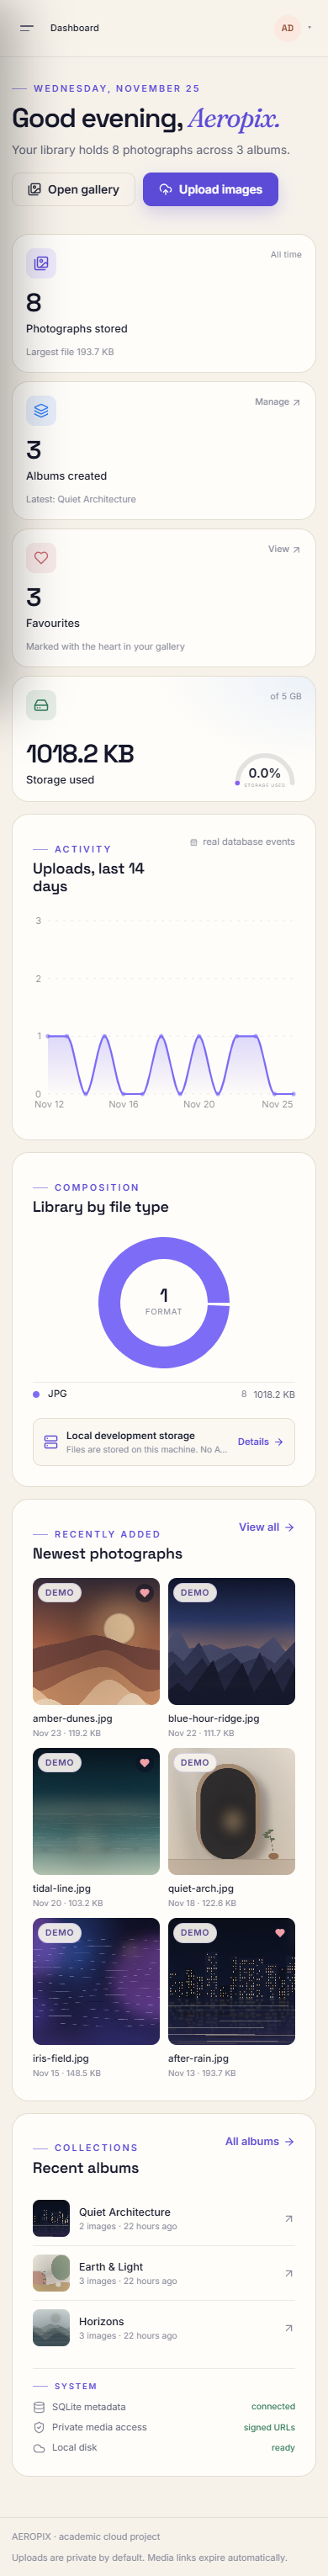 Dashboard
AD
WEDNESDAY, NOVEMBER 25
Good evening, Aeropix.
Your library holds 8 photographs across 3 albums.
Open gallery
Upload images
All time
8
Photographs stored
Largest file 193.7 KB
Manage
3
Albums created
Latest: Quiet Architecture
View
3
Favourites
Marked with the heart in your gallery
of 5 GB
1018.2 KB
Storage used
0.0%
STORAGE USED
ACTIVITY
real database events
Uploads, last 14
days
3
2
1
0
Nov 12 Nov 16 Nov 20 Nov 25
COMPOSITION
Library by file type
1
FORMAT
JPG 8 1018.2 KB
Local development storage
Files are stored on this machine. No A...
Details
RECENTLY ADDED
View all
Newest photographs
DEMO
DEMO
amber-dunes.jpg
Nov 23 · 119.2 KB
blue-hour-ridge.jpg
Nov 22 · 111.7 KB
DEMO
DEMO
tidal-line.jpg
Nov 20 · 103.2 KB
quiet-arch.jpg
Nov 18 · 122.6 KB
DEMO
DEMO
iris-field.jpg
Nov 15 · 148.5 KB
after-rain.jpg
Nov 13 · 193.7 KB
COLLECTIONS
All albums
Recent albums
Quiet Architecture
2 images · 22 hours ago
Earth & Light
3 images · 22 hours ago
Horizons
3 images · 22 hours ago
SYSTEM
SQLite metadata connected
Private media access signed URLs
Local disk ready
AEROPIX · academic cloud project
Uploads are private by default. Media links expire automatically.